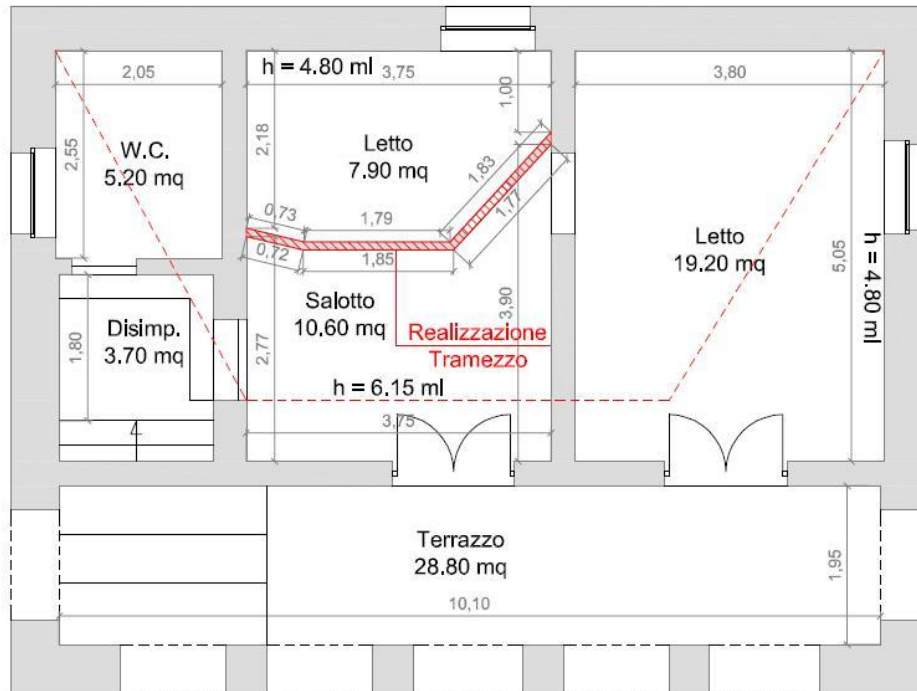 2,05
h = 4.80 ml
3,75
3,80
1,00
2,55
W.C.
5.20 mq
2,18
Letto
7.90 mq
1,83
1,77
0,73
1,79
0,72
1,85
Letto
19.20 mq
5,05
h = 4.80 ml
Salotto
10.60 mq
3,90
Realizzazione
Tramezzo
Disimp.
3.70 mq
1,80
2,77
h = 6.15 ml
3,75
4
Terrazzo
28.80 mq
1,95
10,10